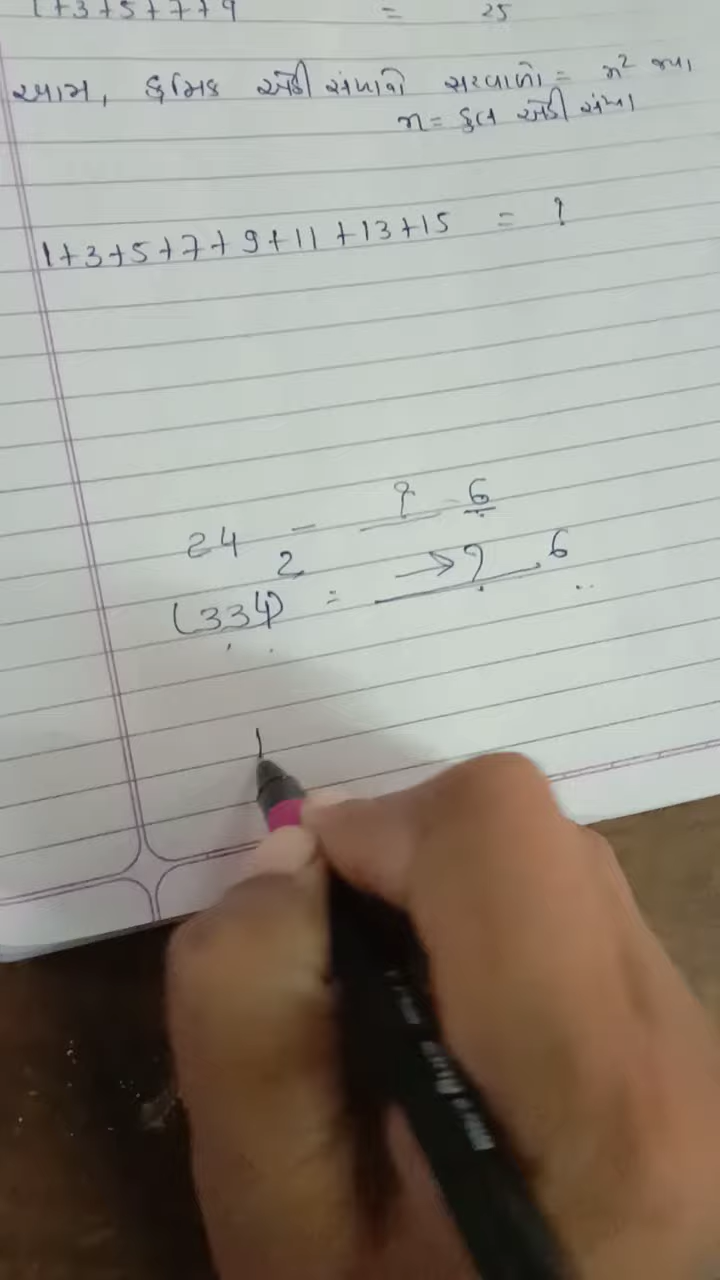 1+3+5+7+9 = 25
આમ, ક્રમિક એકી સંખ્યાનો સરવાળો = n² જ્યા
n = કુલ એકી સંખ્યા
1+3+5+7+9+11+13+15 = ?
24 = ? 6
(334)² = → ? 6
1